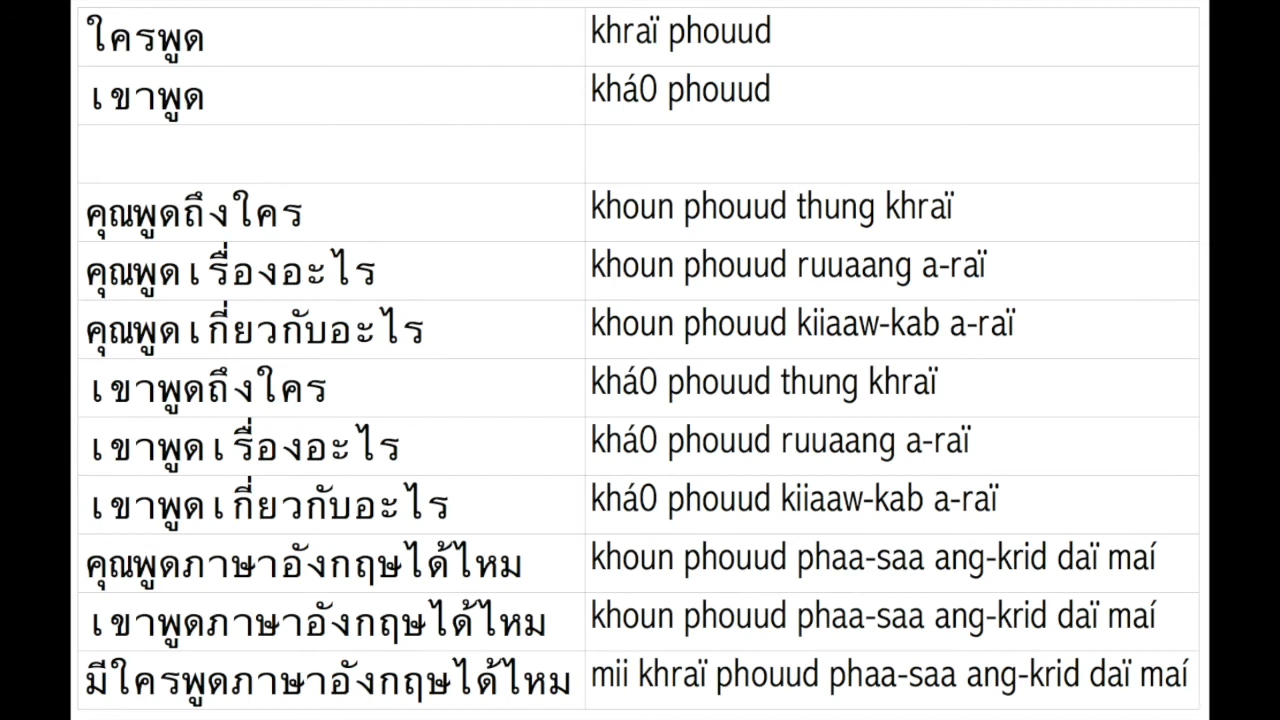 ใครพูด khraï phouud
เขาพูด kháO phouud
คุณพูดถึงใคร khoun phouud thung khraï
คุณพูดเรื่องอะไร khoun phouud ruuaang a-raï
คุณพูดเกี่ยวกับอะไร khoun phouud kiiaaw-kab a-raï
เขาพูดถึงใคร kháO phouud thung khraï
เขาพูดเรื่องอะไร kháO phouud ruuaang a-raï
เขาพูดเกี่ยวกับอะไร kháO phouud kiiaaw-kab a-raï
คุณพูดภาษาอังกฤษได้ไหม khoun phouud phaa-saa ang-krid daï maí
เขาพูดภาษาอังกฤษได้ไหม khoun phouud phaa-saa ang-krid daï maí
มีใครพูดภาษาอังกฤษได้ไหม mii khraï phouud phaa-saa ang-krid daï maí